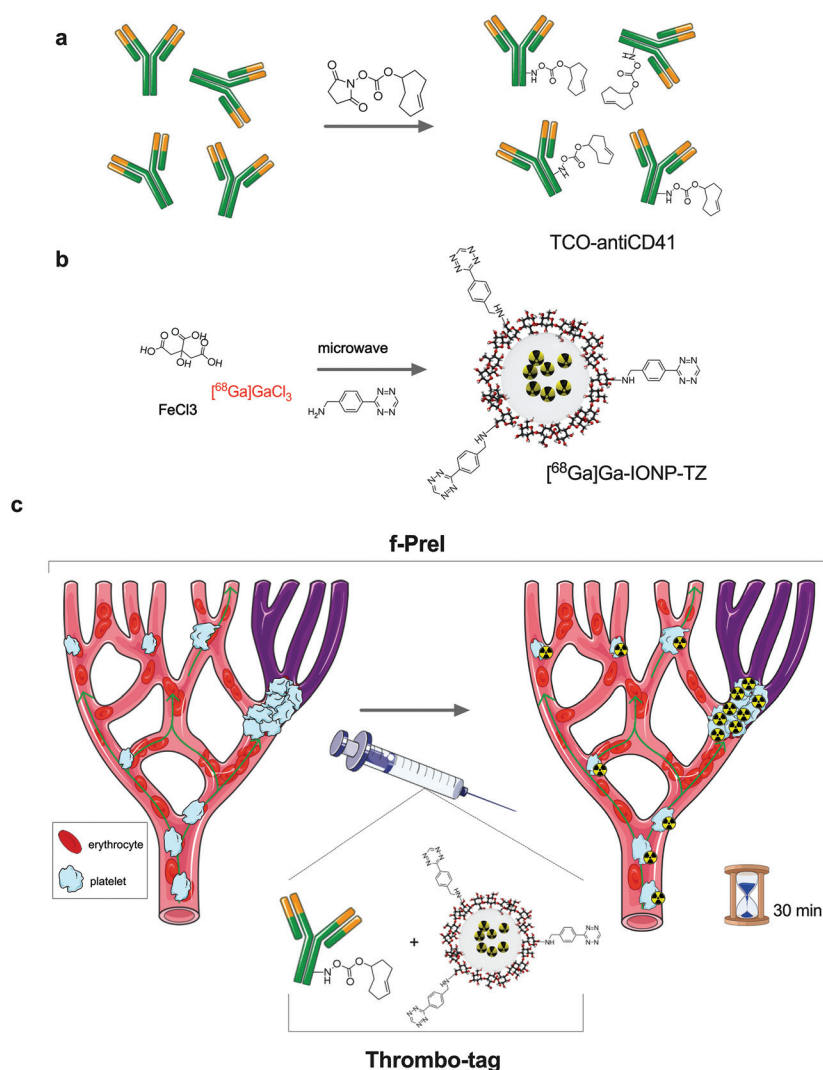 a
TCO-antiCD41
b
microwave
[⁶⁸Ga]GaCl₃
FeCl3
[⁶⁸Ga]Ga-IONP-TZ
c
f-PreI
erythrocyte
platelet
30 min
+
Thrombo-tag